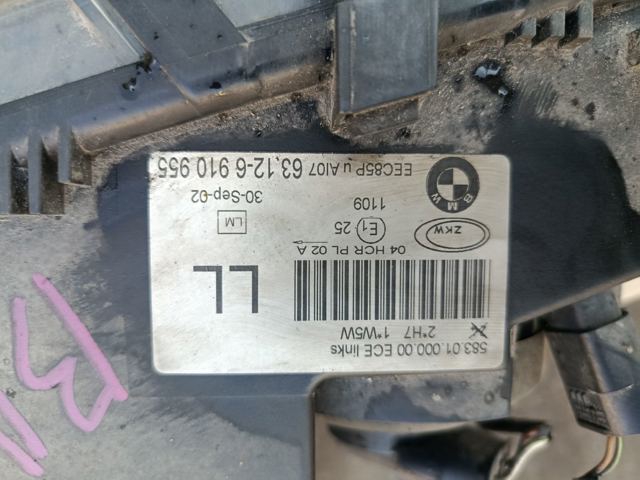 583.01.000.00 ECE links
2*H7 1*W5W
LL
04 HCR PL 02 A
E1 25
1109
ZKW
LM
30-Sep-02
BMW
EEC85P u AI07 63.12-6 910 955